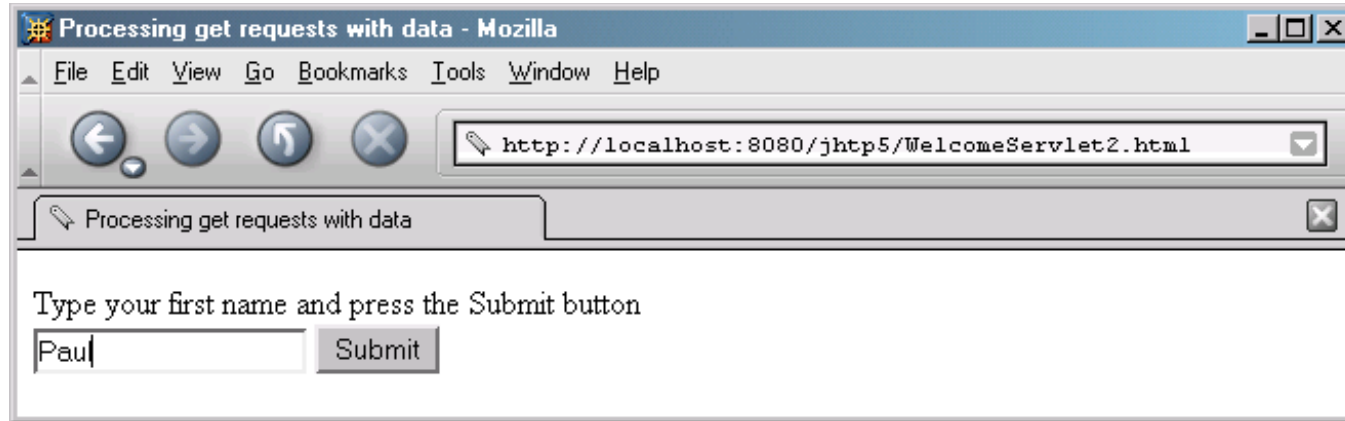 Processing get requests with data - Mozilla
File Edit View Go Bookmarks Tools Window Help
http://localhost:8080/jhtp5/WelcomeServlet2.html
Processing get requests with data
Type your first name and press the Submit button
Paul Submit